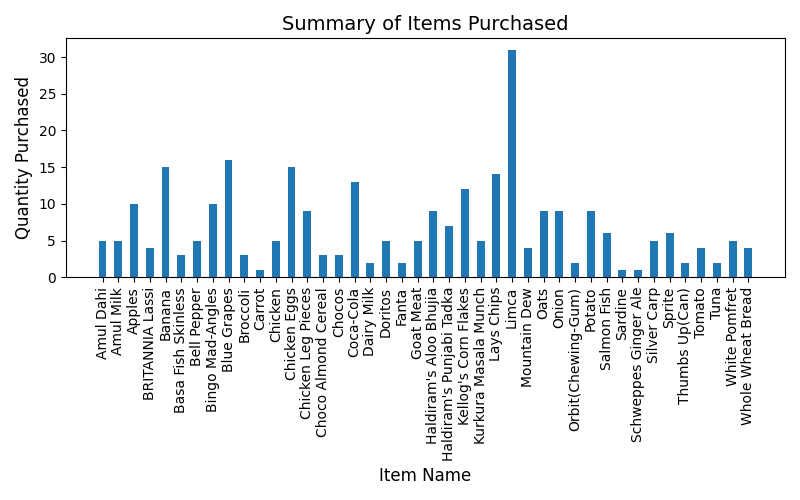 Summary of Items Purchased
Quantity Purchased
30
25
20
15
10
5
0
Amul Dahi
Amul Milk
Apples
BRITANNIA Lassi
Banana
Basa Fish Skinless
Bell Pepper
Bingo Mad-Angles
Blue Grapes
Broccoli
Carrot
Chicken
Chicken Eggs
Chicken Leg Pieces
Choco Almond Cereal
Chocos
Coca-Cola
Dairy Milk
Doritos
Fanta
Goat Meat
Haldiram's Aloo Bhujia
Haldiram's Punjabi Tadka
Kellog's Corn Flakes
Kurkura Masala Munch
Lays Chips
Limca
Mountain Dew
Oats
Onion
Orbit(Chewing-Gum)
Potato
Salmon Fish
Sardine
Schweppes Ginger Ale
Silver Carp
Sprite
Thumbs Up(Can)
Tomato
Tuna
White Pomfret
Whole Wheat Bread
Item Name